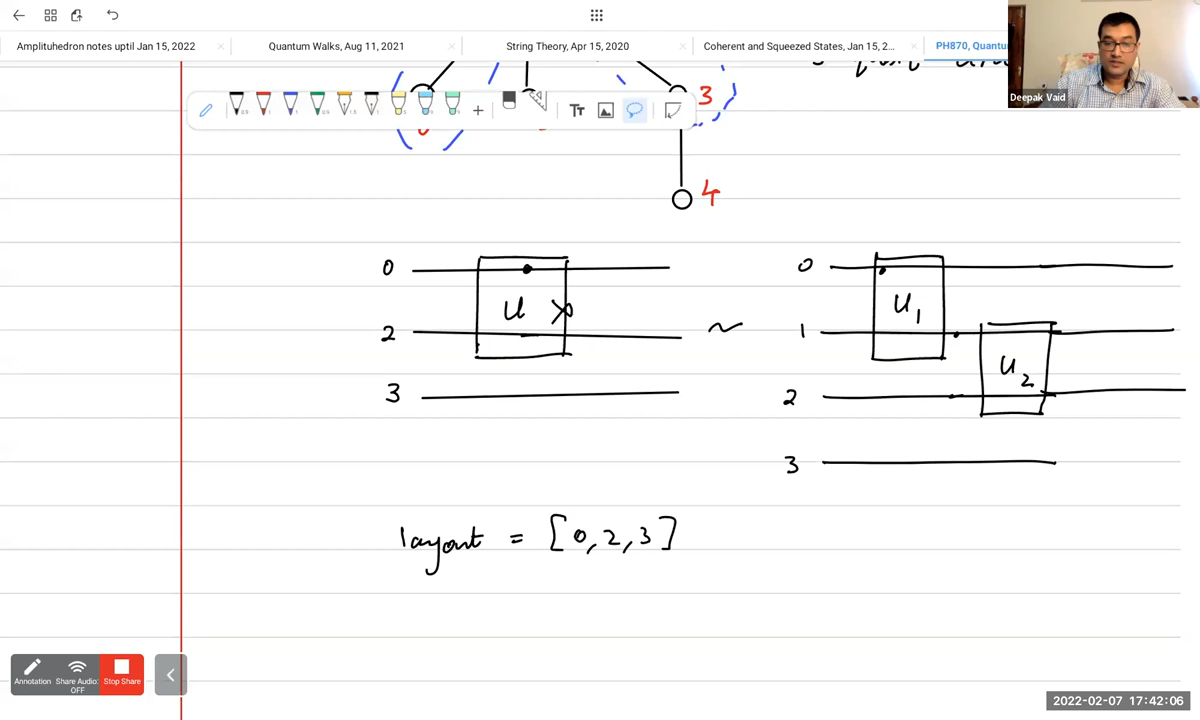 Amplituhedron notes uptil Jan 15, 2022
Quantum Walks, Aug 11, 2021
String Theory, Apr 15, 2020
Coherent and Squeezed States, Jan 15, 2...
PH870, Quantu
Deepak Vaid
Tt
3
4
0
2
3
U
~
0
1
2
3
U1
U2
layout = [0, 2, 3]
Annotation
Share Audio: OFF
Stop Share
2022-02-07 17:42:06